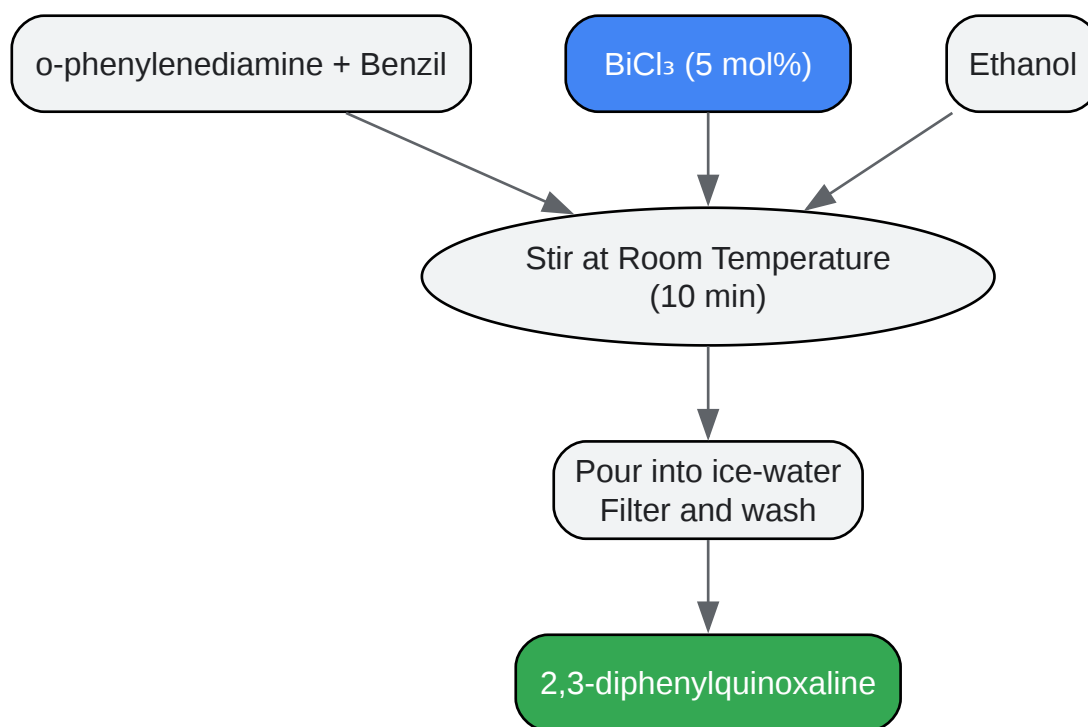 o-phenylenediamine + Benzil
BiCl₃ (5 mol%)
Ethanol
Stir at Room Temperature
(10 min)
Pour into ice-water
Filter and wash
2,3-diphenylquinoxaline